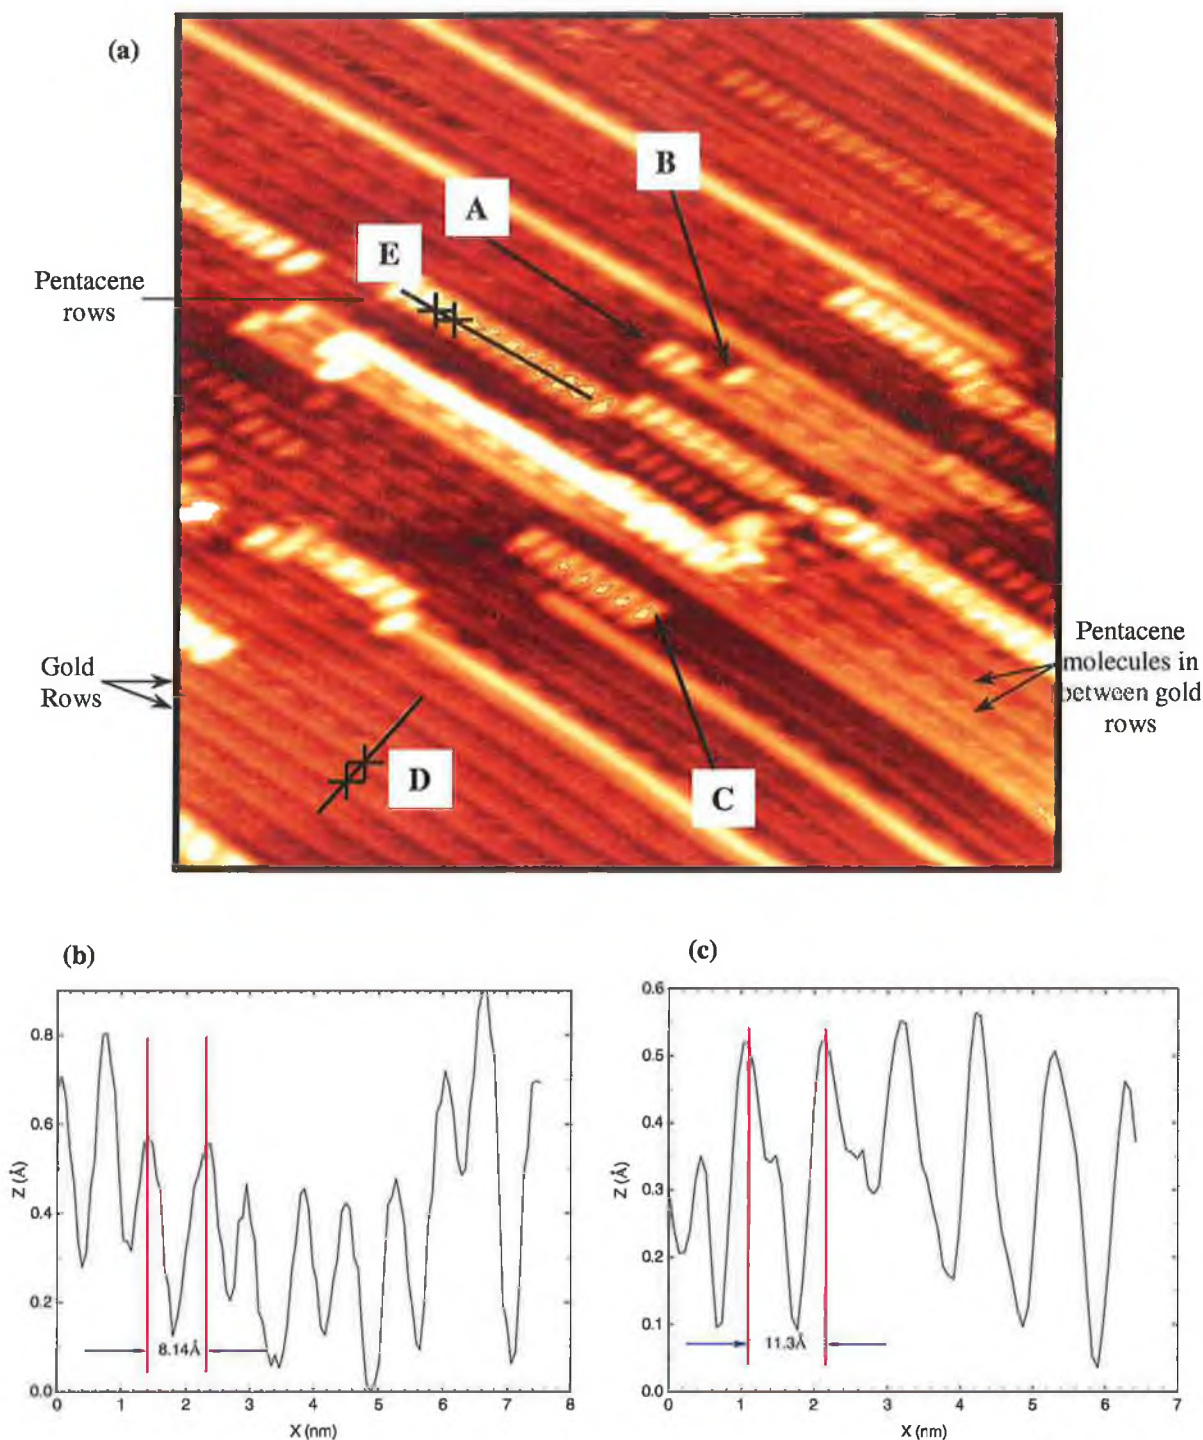 (a)
B
A
E
Pentacene
rows
Gold
Rows
D
C
Pentacene
molecules in
between gold
rows
(b)
0.8
0.6
0.4
0.2
0.0
Z (Å)
8.14Å
0 1 2 3 4 5 6 7 8
X (nm)
(c)
0.6
0.5
0.4
0.3
0.2
0.1
0.0
Z (Å)
11.3Å
0 1 2 3 4 5 6 7
X (nm)